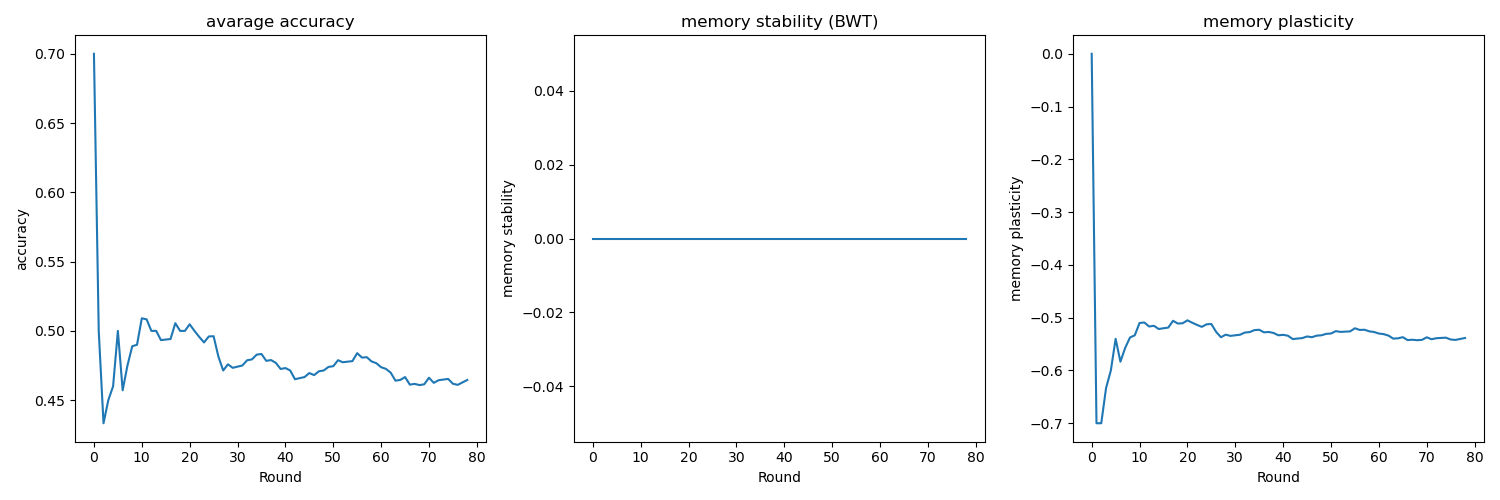 avarage accuracy
accuracy
0.70
0.65
0.60
0.55
0.50
0.45
0 10 20 30 40 50 60 70 80
Round
memory stability (BWT)
memory stability
0.04
0.02
0.00
−0.02
−0.04
0 10 20 30 40 50 60 70 80
Round
memory plasticity
memory plasticity
0.0
−0.1
−0.2
−0.3
−0.4
−0.5
−0.6
−0.7
0 10 20 30 40 50 60 70 80
Round